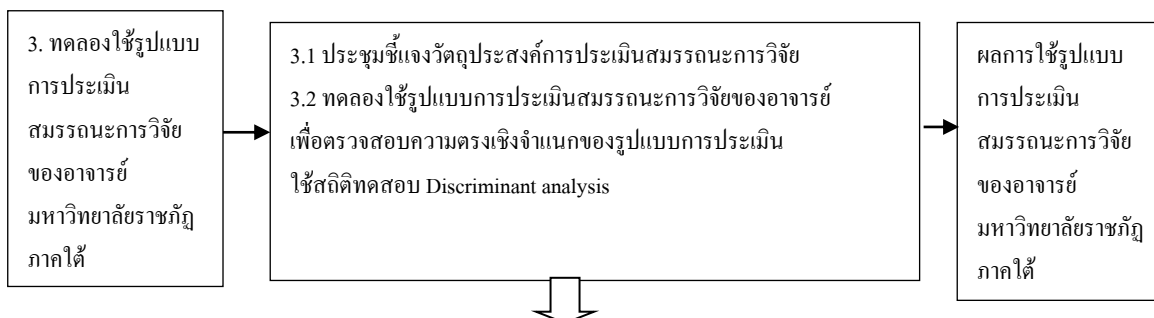 3. ทดลองใช้รูปแบบ
การประเมิน
สมรรถนะการวิจัย
ของอาจารย์
มหาวิทยาลัยราชภัฏ
ภาคใต้
3.1 ประชุมชี้แจงวัตถุประสงค์การประเมินสมรรถนะการวิจัย
3.2 ทดลองใช้รูปแบบการประเมินสมรรถนะการวิจัยของอาจารย์
เพื่อตรวจสอบความตรงเชิงจำแนกของรูปแบบการประเมิน
ใช้สถิติทดสอบ Discriminant analysis
ผลการใช้รูปแบบ
การประเมิน
สมรรถนะการวิจัย
ของอาจารย์
มหาวิทยาลัยราชภัฏ
ภาคใต้